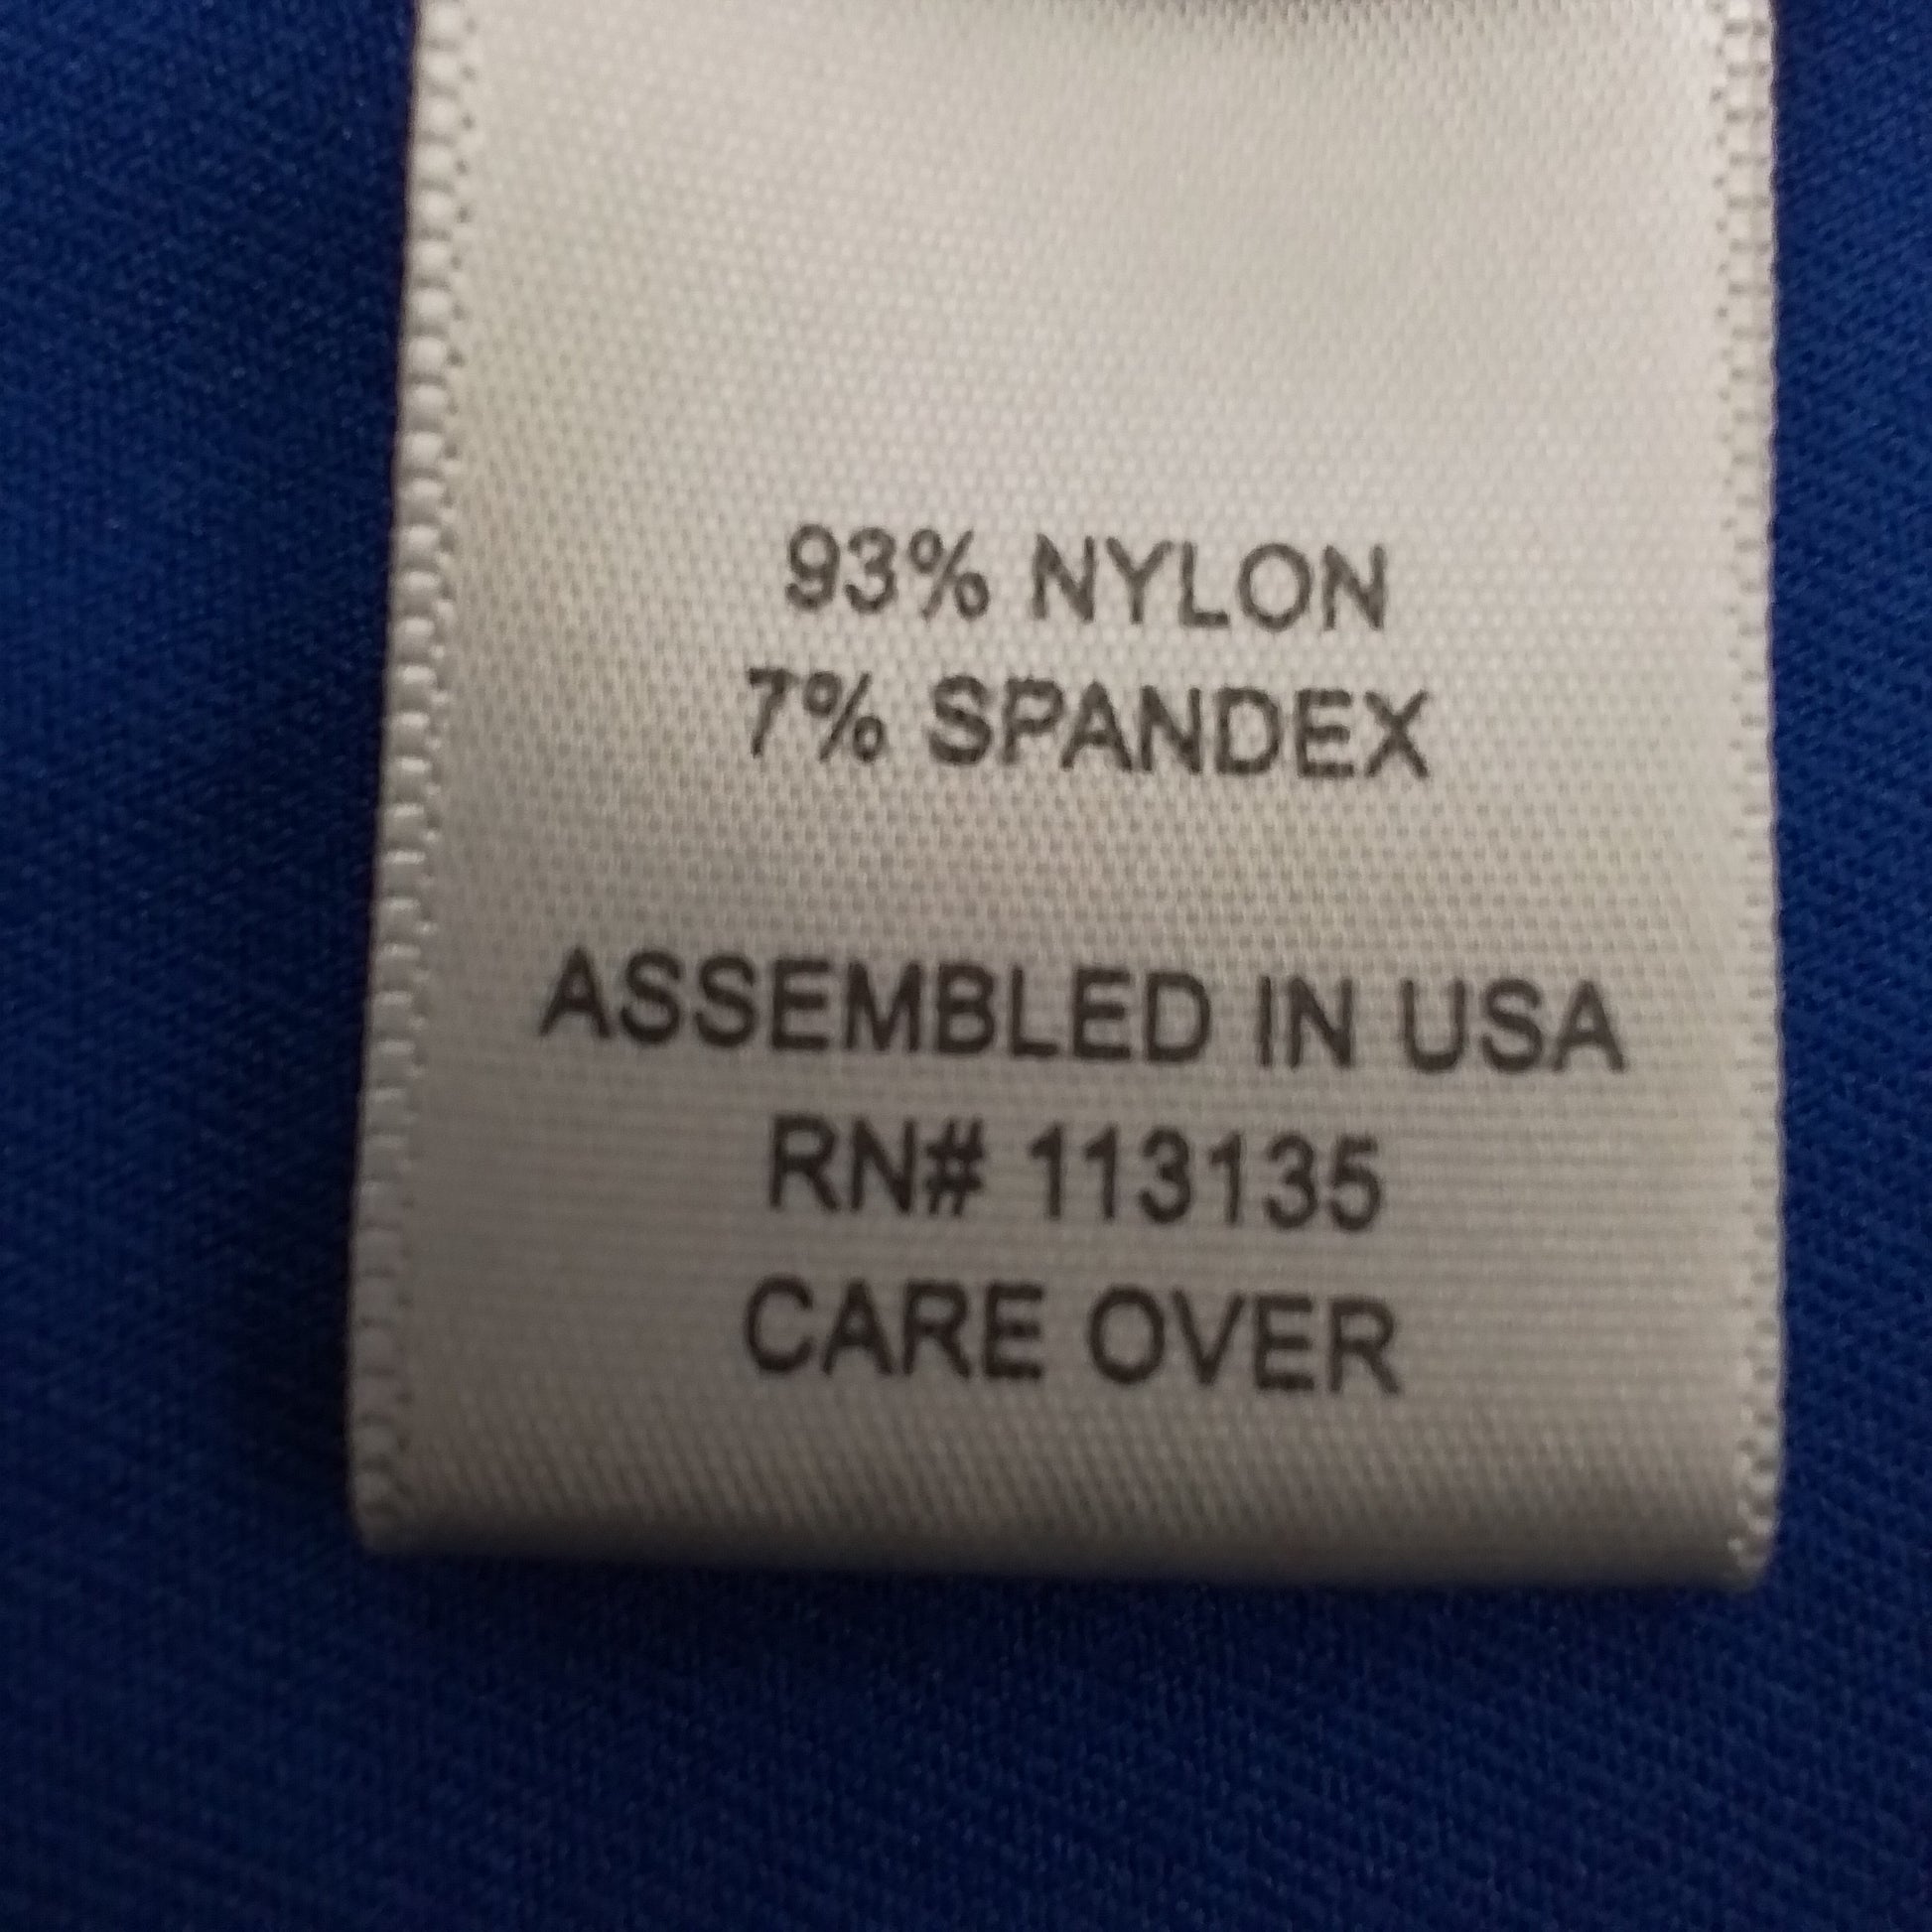 93% NYLON
7% SPANDEX
ASSEMBLED IN USA
RN# 113135
CARE OVER